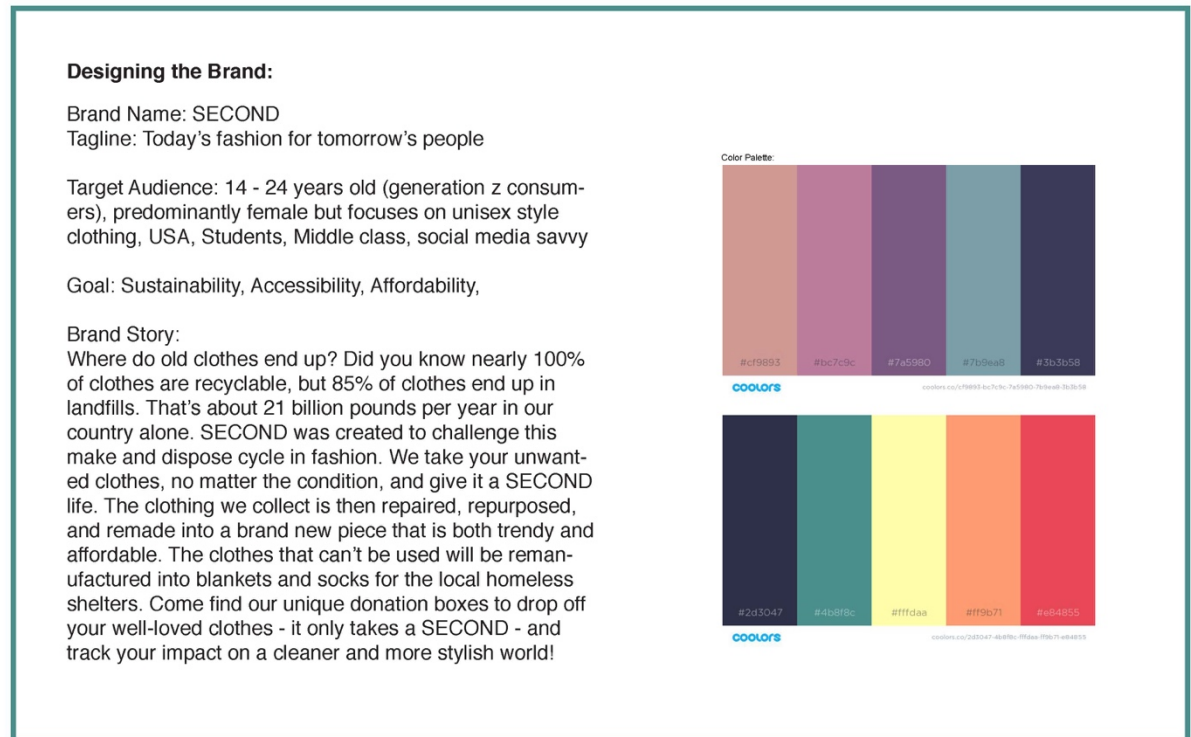 Designing the Brand:
Brand Name: SECOND
Tagline: Today's fashion for tomorrow's people
Target Audience: 14 - 24 years old (generation z consum-
ers), predominantly female but focuses on unisex style
clothing, USA, Students, Middle class, social media savvy
Goal: Sustainability, Accessibility, Affordability,
Brand Story:
Where do old clothes end up? Did you know nearly 100%
of clothes are recyclable, but 85% of clothes end up in
landfills. That's about 21 billion pounds per year in our
country alone. SECOND was created to challenge this
make and dispose cycle in fashion. We take your unwant-
ed clothes, no matter the condition, and give it a SECOND
life. The clothing we collect is then repaired, repurposed,
and remade into a brand new piece that is both trendy and
affordable. The clothes that can't be used will be reman-
ufactured into blankets and socks for the local homeless
shelters. Come find our unique donation boxes to drop off
your well-loved clothes - it only takes a SECOND - and
track your impact on a cleaner and more stylish world!
Color Palette:
#cf9893 #bc7c9c #7a5980 #7b9ea8 #3b3b58
coolors coolors.co/cf9893-bc7c9c-7a5980-7b9ea8-3b3b58
#2d3047 #4b8f8c #fffdaa #ff9b71 #e84855
coolors coolors.co/2d3047-4b8f8c-fffdaa-ff9b71-e84855